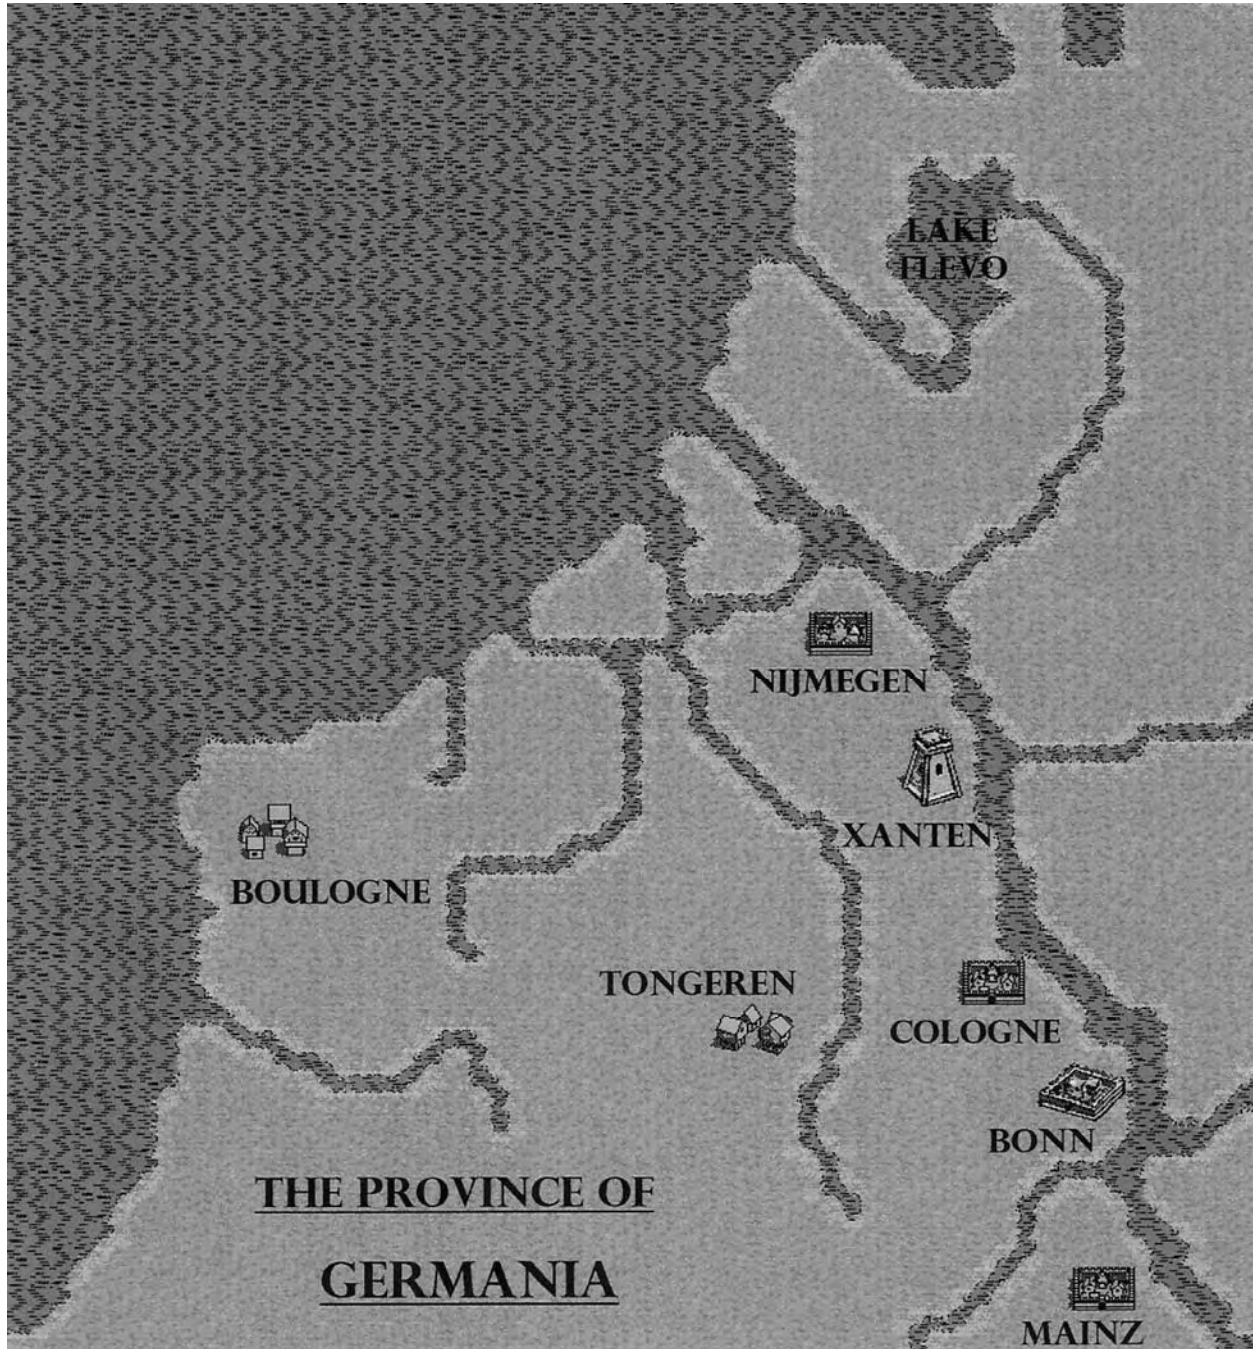 LAKE
FLEVO
NIJMEGEN
XANTEN
BOULOGNE
TONGEREN
COLOGNE
BONN
THE PROVINCE OF
GERMANIA
MAINZ